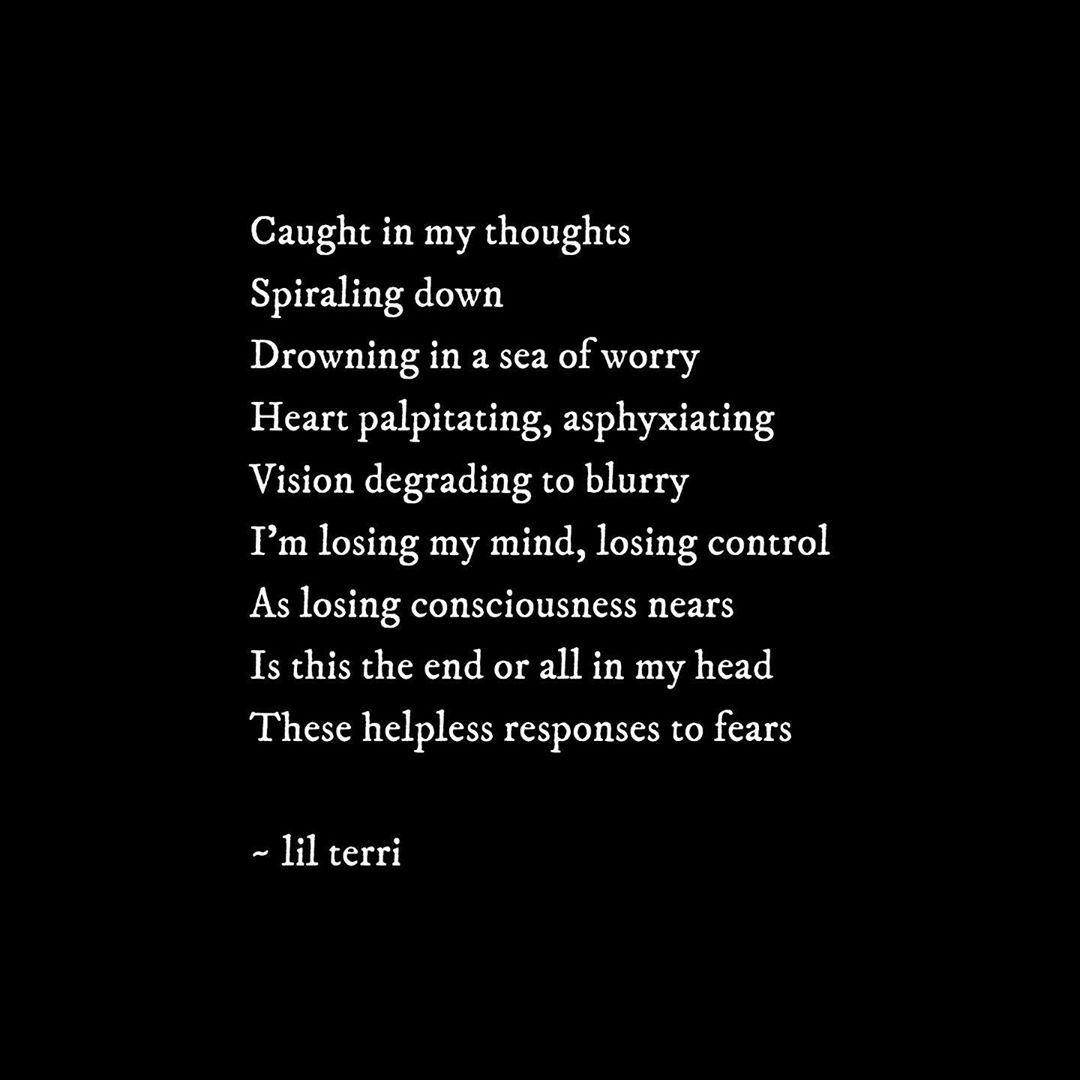 Caught in my thoughts
Spiraling down
Drowning in a sea of worry
Heart palpitating, asphyxiating
Vision degrading to blurry
I'm losing my mind, losing control
As losing consciousness nears
Is this the end or all in my head
These helpless responses to fears
~ lil terri